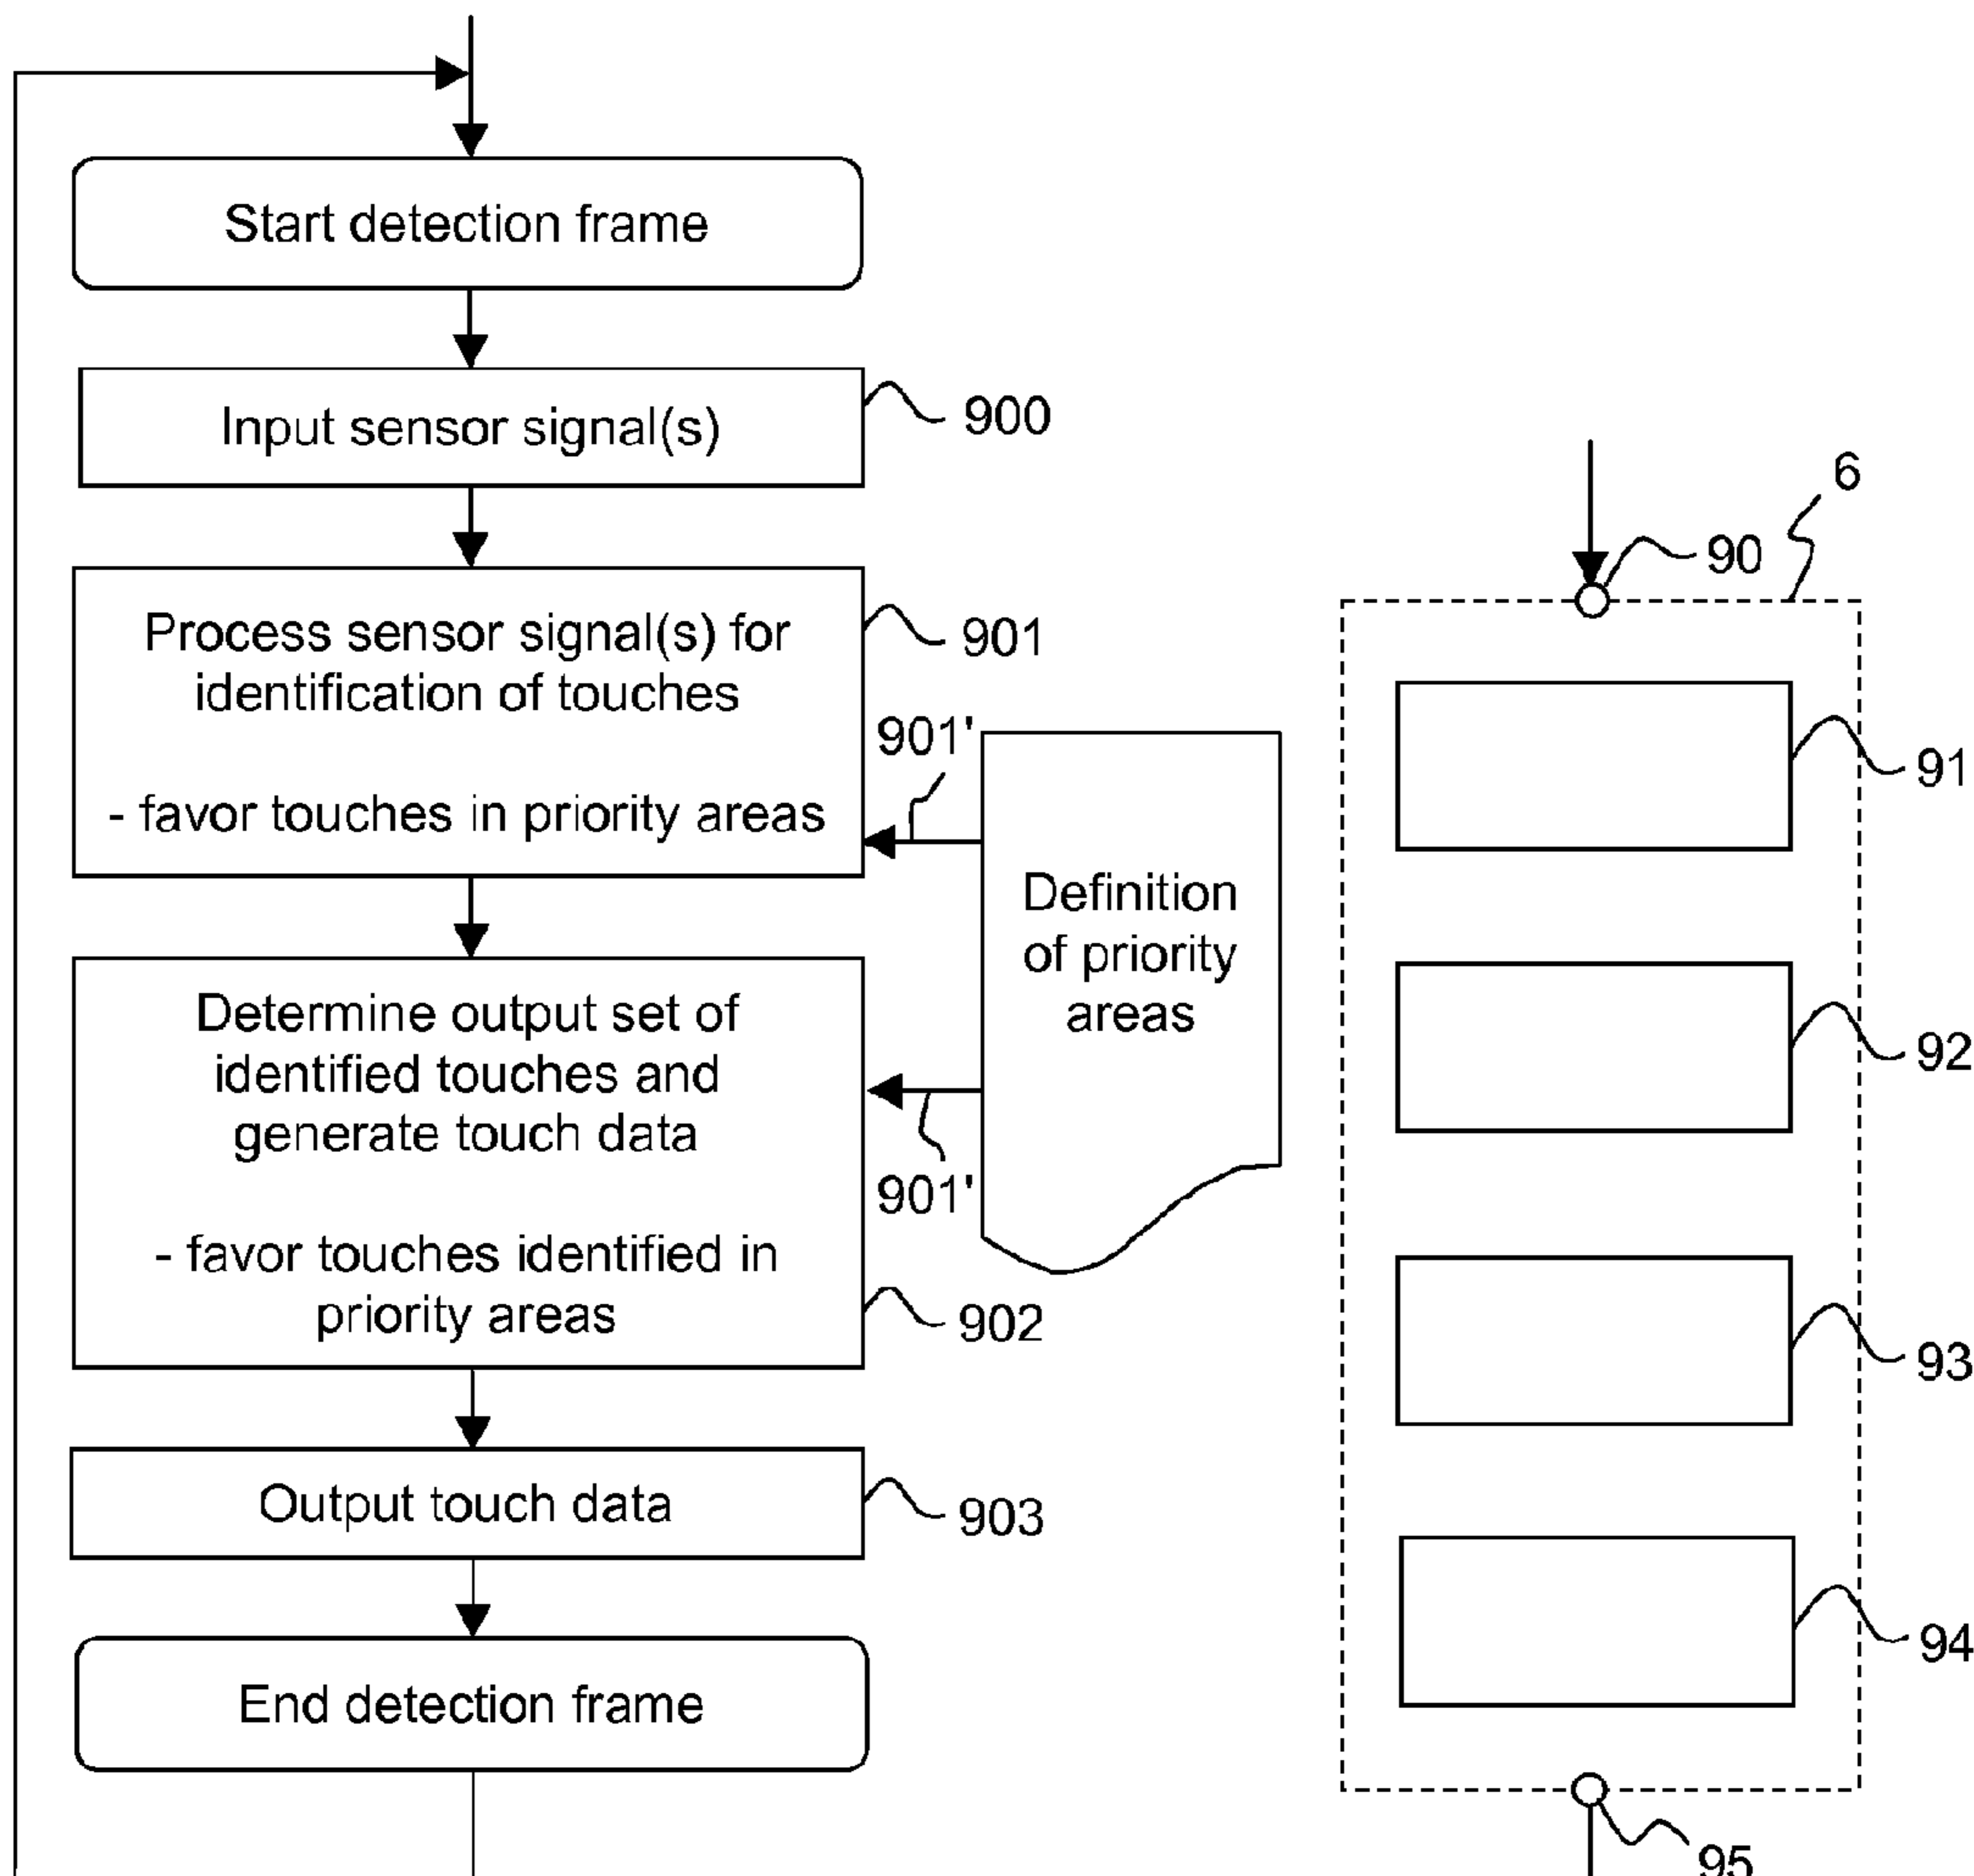 Start detection frame
Input sensor signal(s)
900
Process sensor signal(s) for
identification of touches
- favor touches in priority areas
901
901'
Definition
of priority
areas
Determine output set of
identified touches and
generate touch data
- favor touches identified in
priority areas
901'
902
Output touch data
903
End detection frame
6
90
91
92
93
94
95